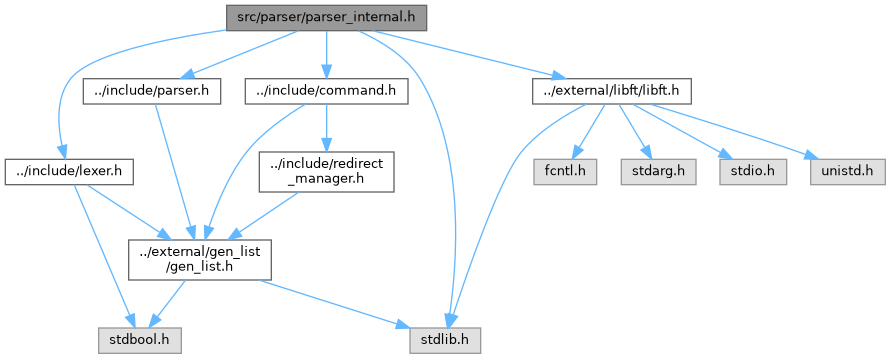 src/parser/parser_internal.h
../include/parser.h
../include/command.h
../external/libft/libft.h
../include/lexer.h
../include/redirect
_manager.h
fcntl.h
stdarg.h
stdio.h
unistd.h
../external/gen_list
/gen_list.h
stdbool.h
stdlib.h